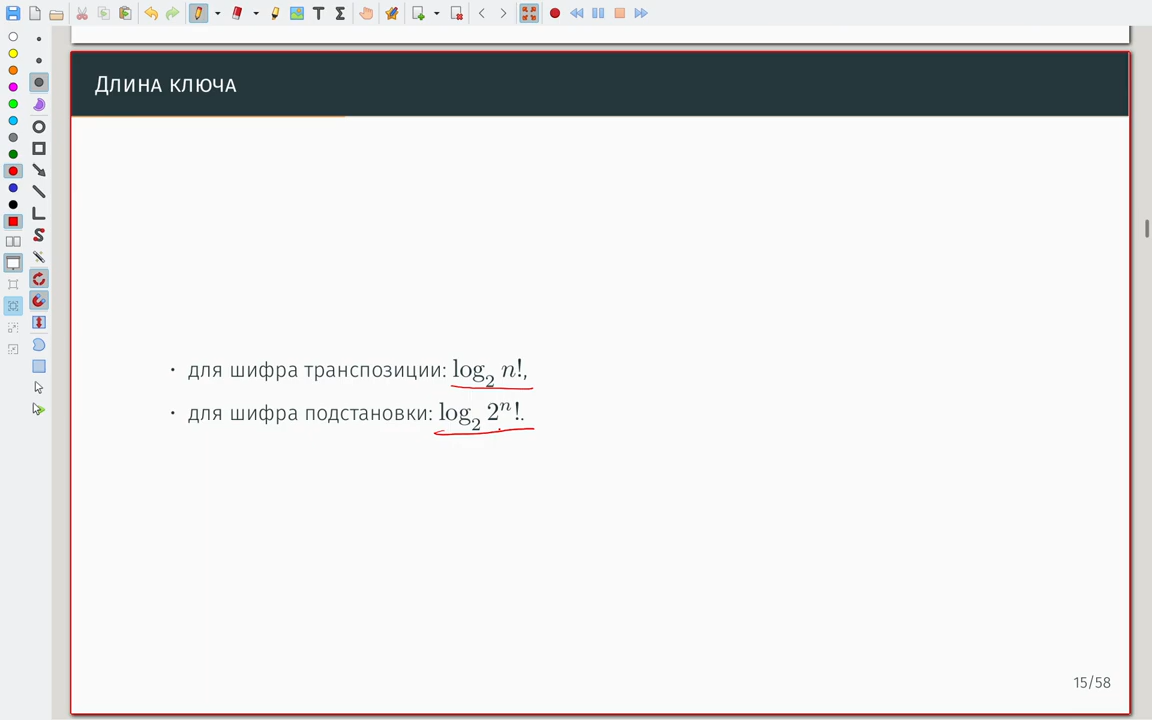 Длина ключа
• для шифра транспозиции: log₂ n!,
• для шифра подстановки: log₂ 2ⁿ!.
15/58